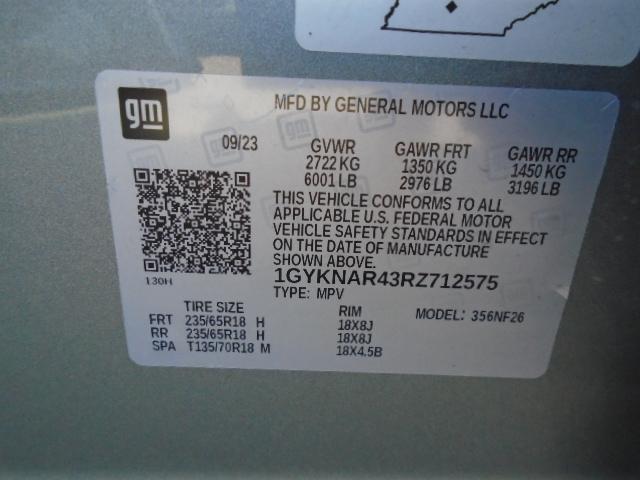 gm
MFD BY GENERAL MOTORS LLC
09/23
GVWR GAWR FRT GAWR RR
2722 KG 1350 KG 1450 KG
6001 LB 2976 LB 3196 LB
THIS VEHICLE CONFORMS TO ALL
APPLICABLE U.S. FEDERAL MOTOR
VEHICLE SAFETY STANDARDS IN EFFECT
ON THE DATE OF MANUFACTURE
SHOWN ABOVE.
1GYKNAR43RZ712575
TYPE: MPV
130H
TIRE SIZE RIM MODEL: 356NF26
FRT 235/65R18 H 18X8J
RR 235/65R18 H 18X8J
SPA T135/70R18 M 18X4.5B